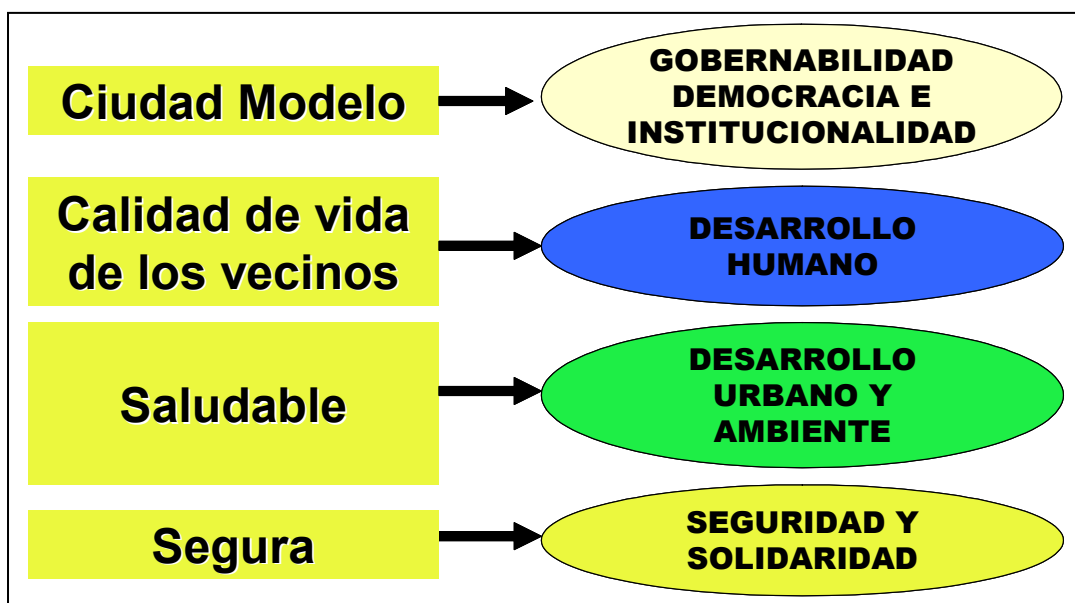 Ciudad Modelo
GOBERNABILIDAD
DEMOCRACIA E
INSTITUCIONALIDAD
Calidad de vida
de los vecinos
DESARROLLO
HUMANO
Saludable
DESARROLLO
URBANO Y
AMBIENTE
Segura
SEGURIDAD Y
SOLIDARIDAD